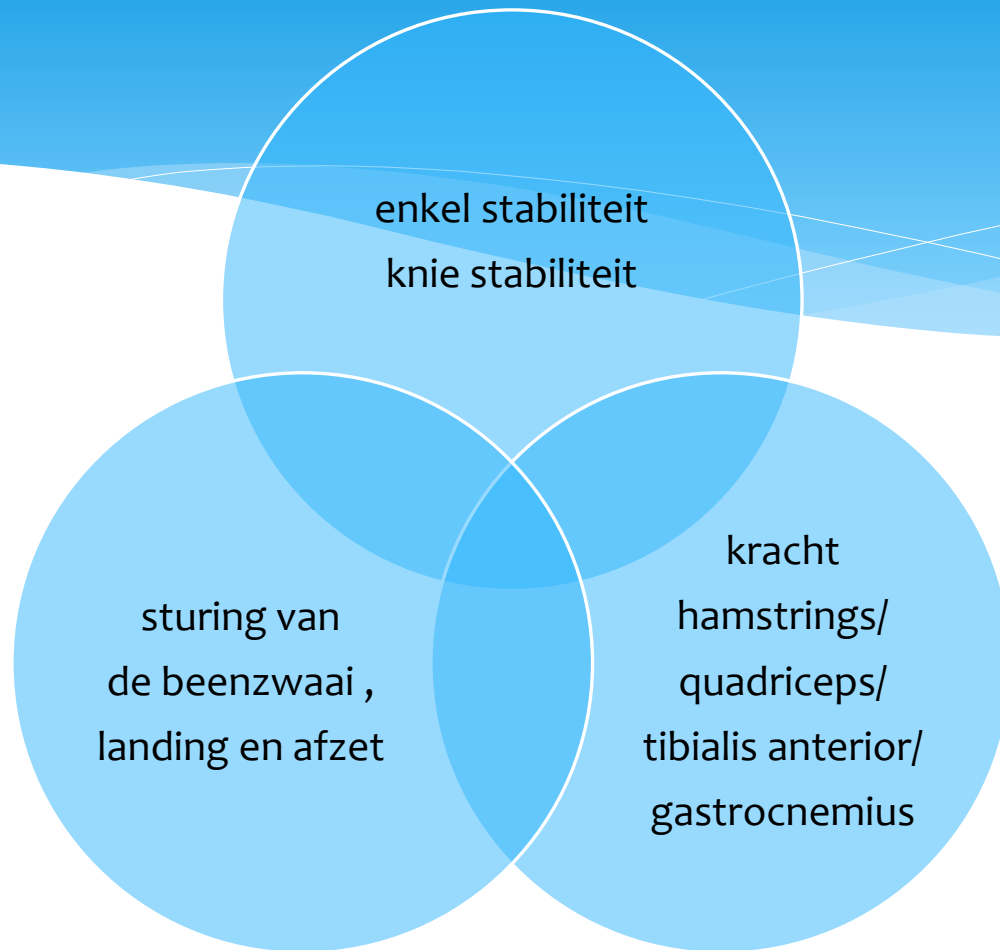 enkel stabiliteit
knie stabiliteit
sturing van
de beenzwaai ,
landing en afzet
kracht
hamstrings/
quadriceps/
tibialis anterior/
gastrocnemius